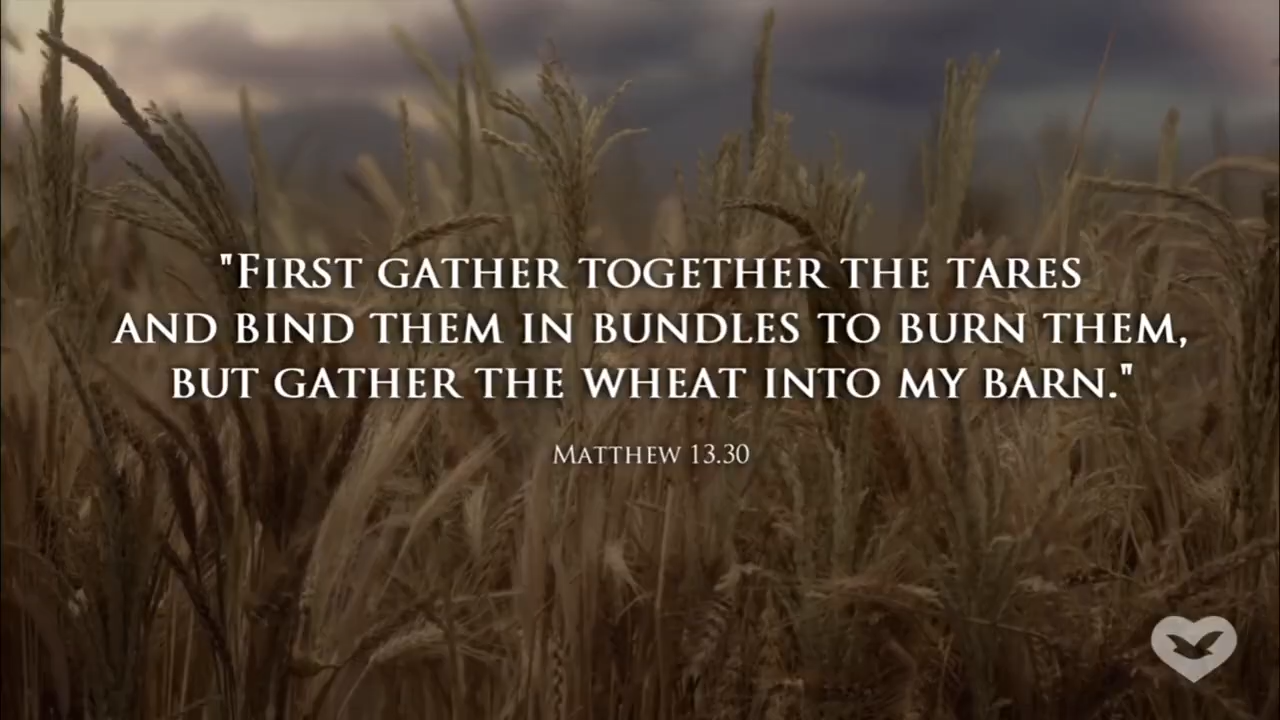 "First gather together the tares
and bind them in bundles to burn them,
but gather the wheat into my barn."
Matthew 13.30